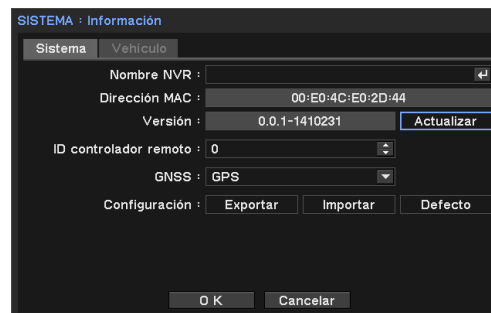 SISTEMA : Información
Sistema Vehículo
Nombre NVR :
Dirección MAC : 00:E0:4C:E0:2D:44
Versión : 0.0.1-1410231 Actualizar
ID controlador remoto : 0
GNSS : GPS
Configuración : Exportar Importar Defecto
OK Cancelar